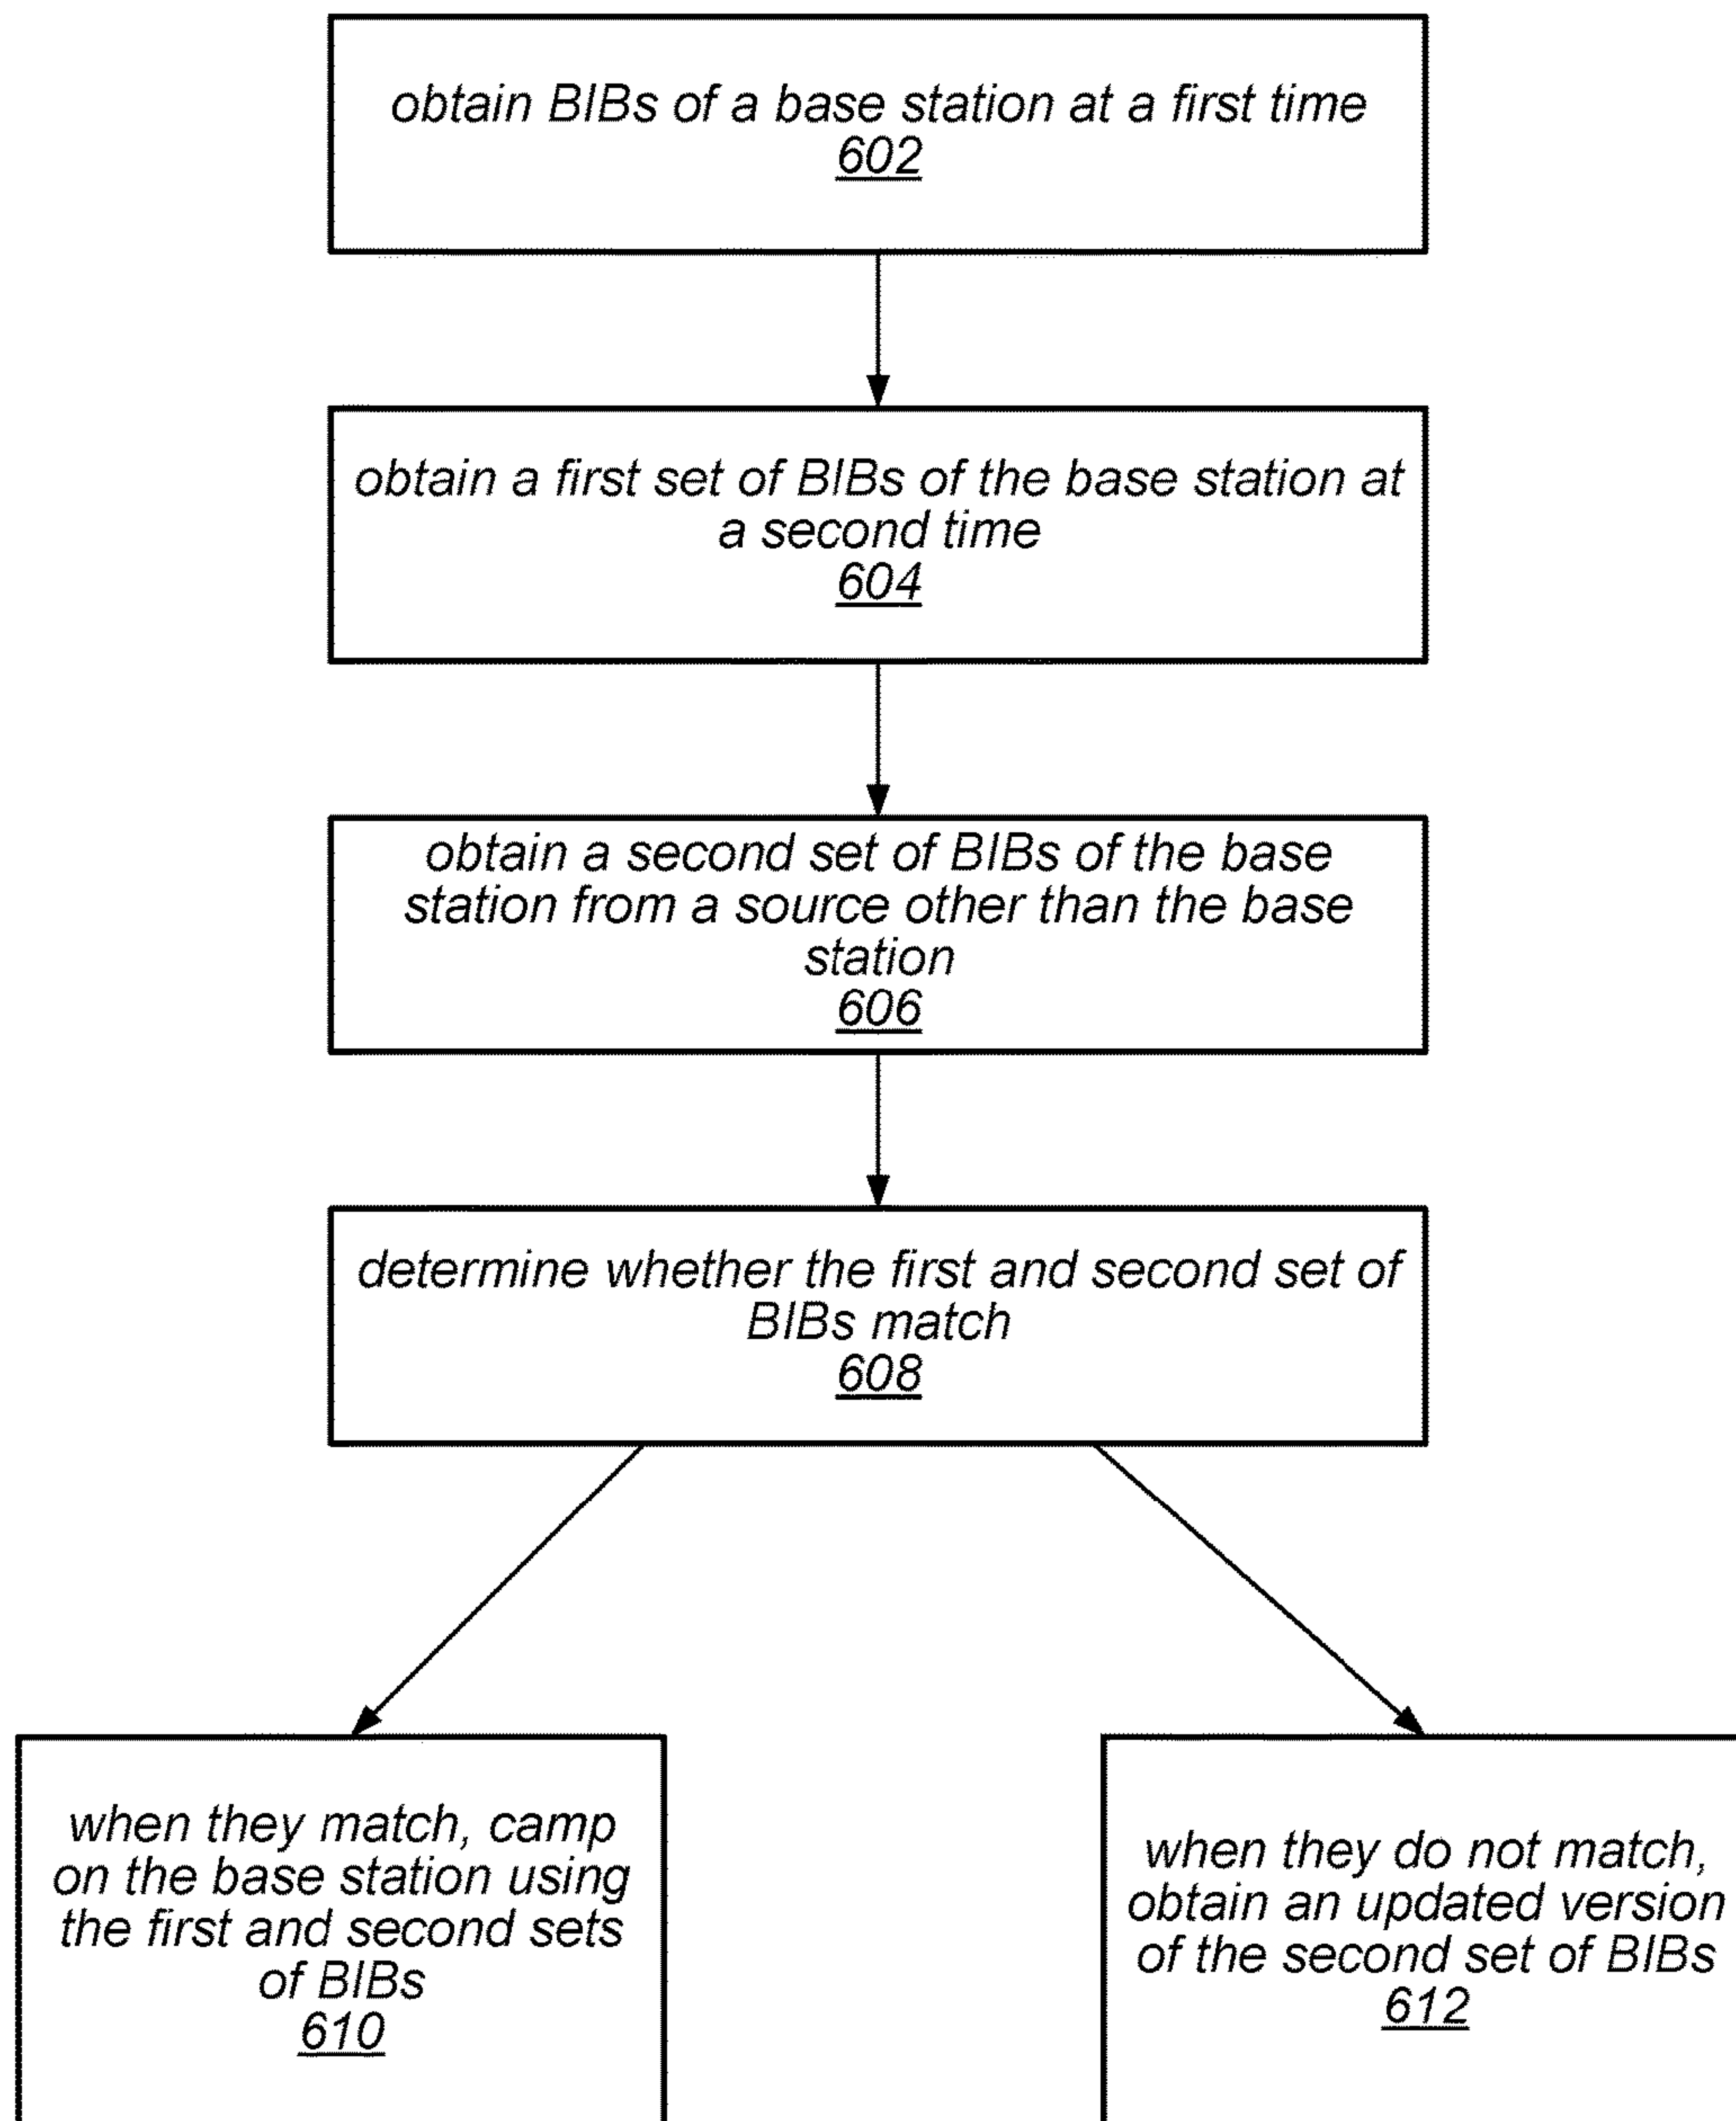 obtain BIBs of a base station at a first time
602
obtain a first set of BIBs of the base station at
a second time
604
obtain a second set of BIBs of the base
station from a source other than the base
station
606
determine whether the first and second set of
BIBs match
608
when they match, camp
on the base station using
the first and second sets
of BIBs
610
when they do not match,
obtain an updated version
of the second set of BIBs
612